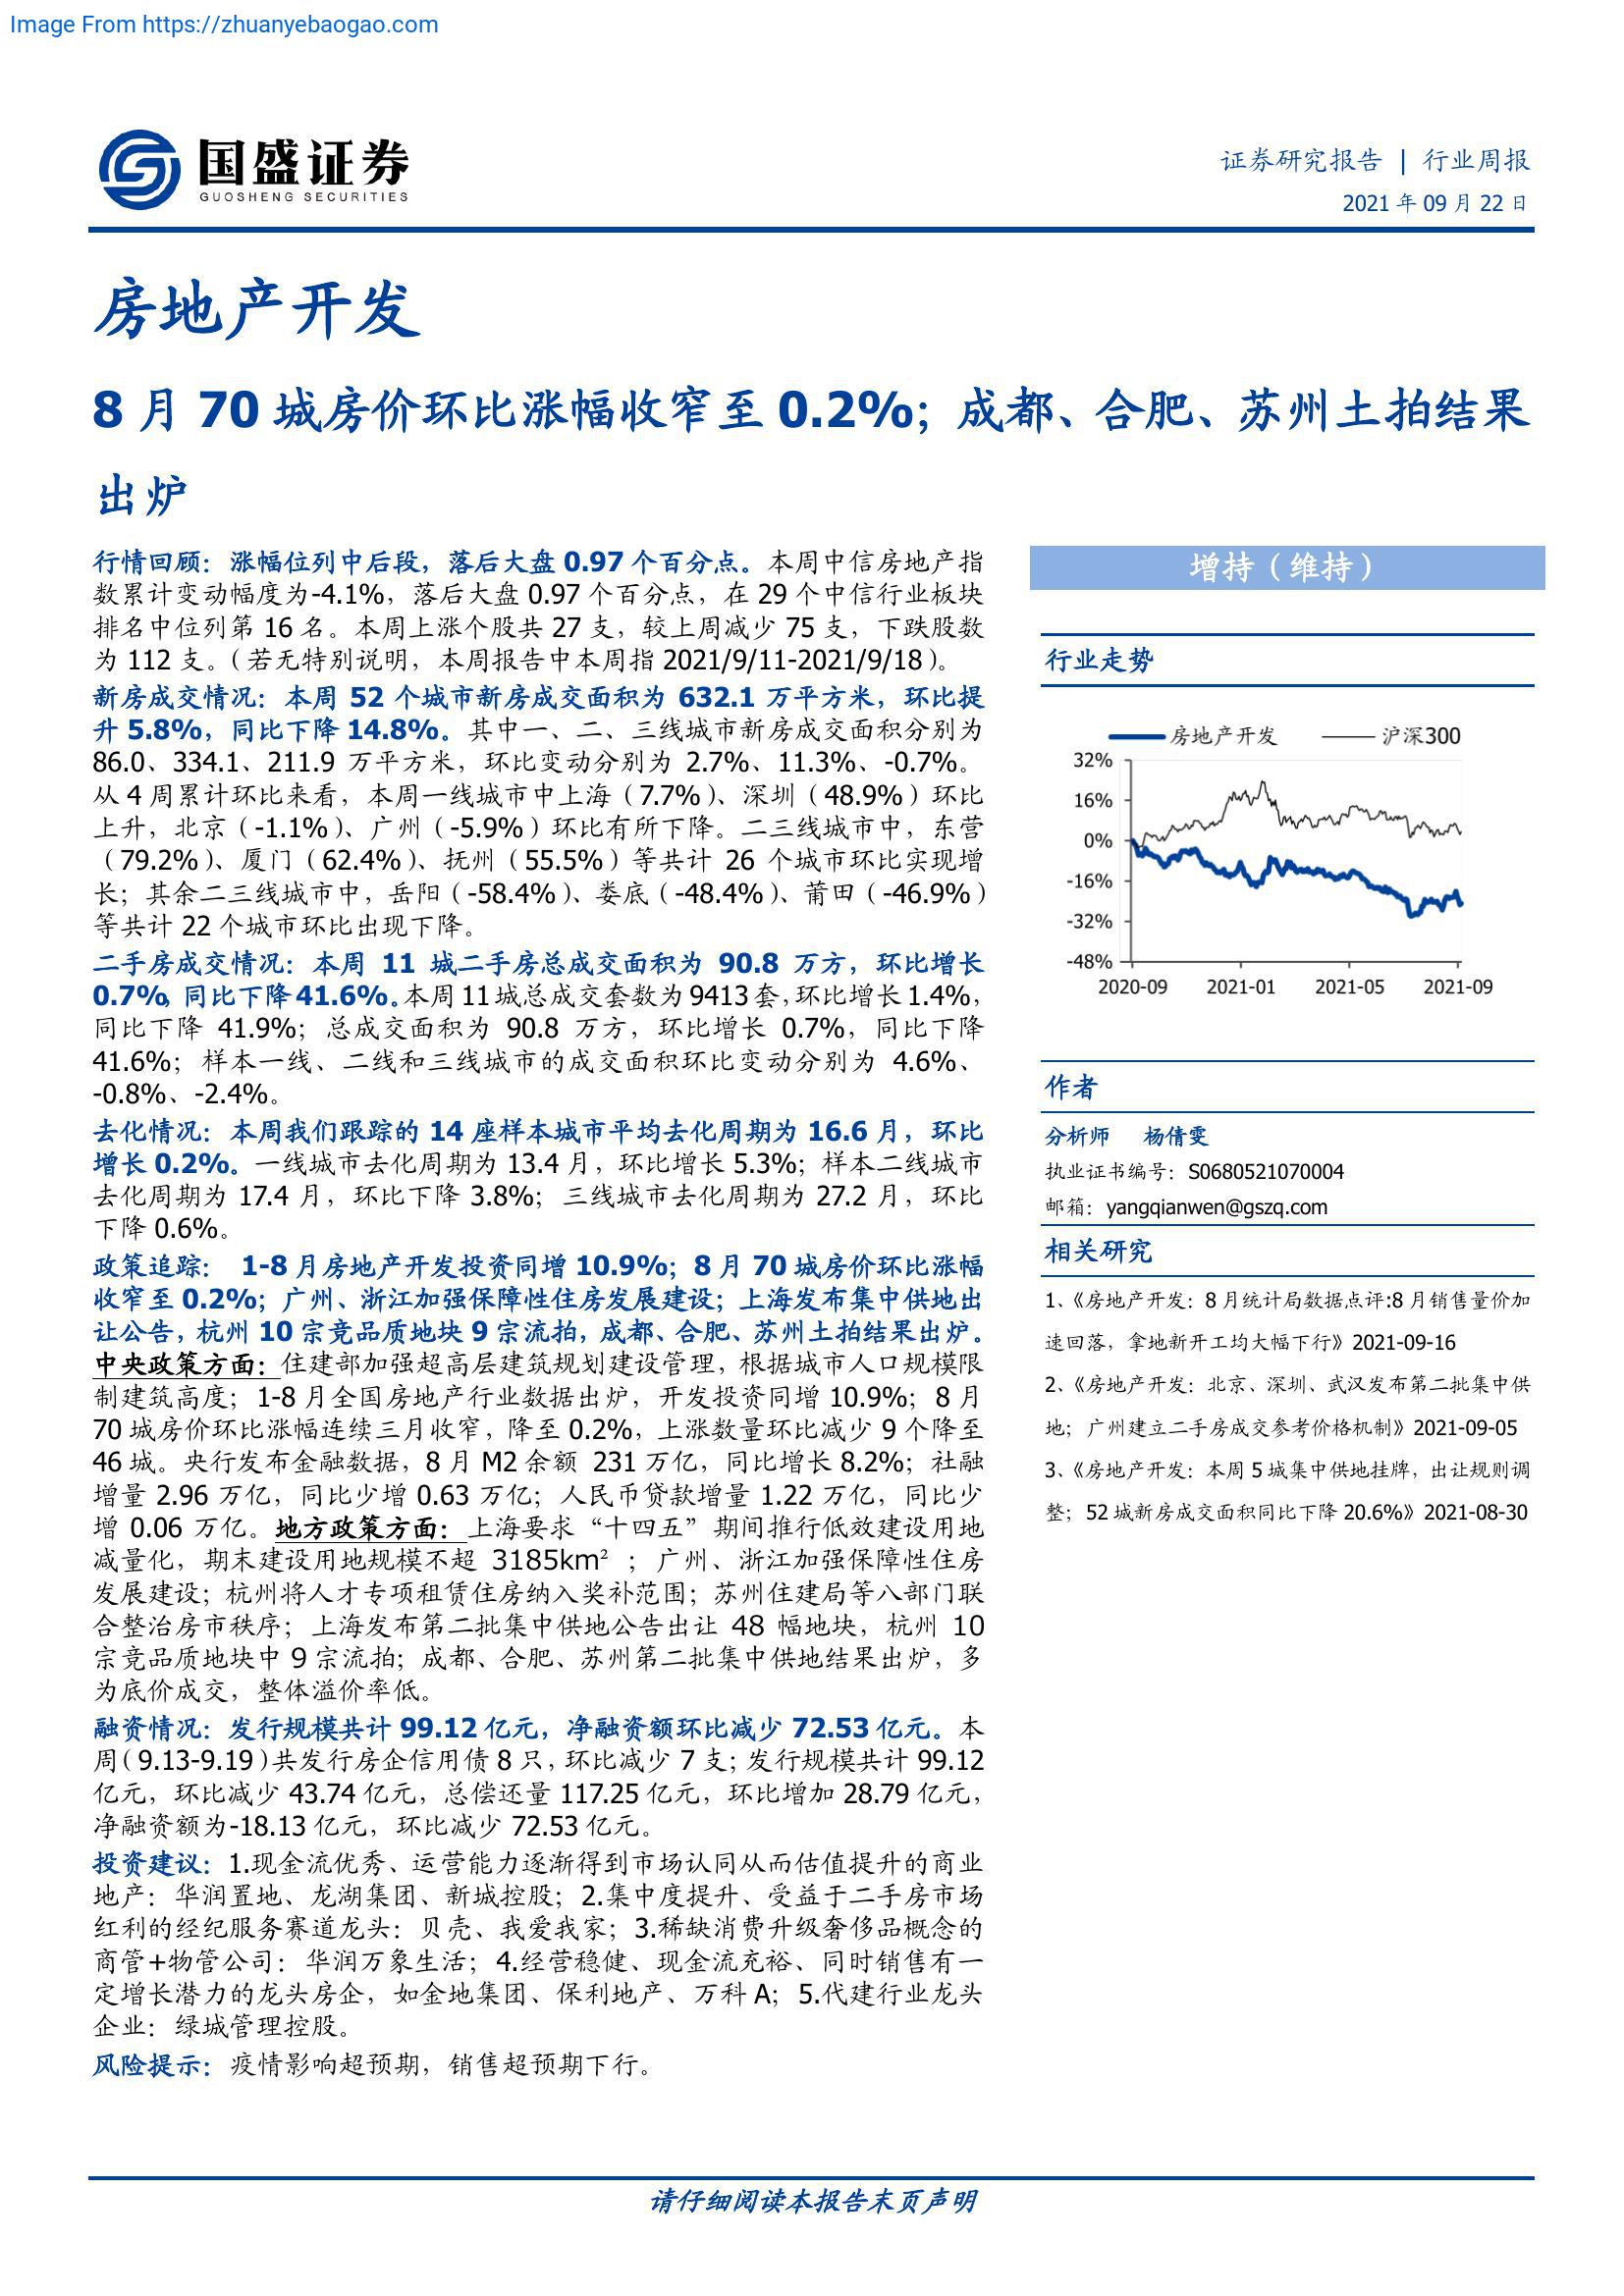 Image From https://zhuanyebaogao.com
国盛证券
GUOSHENG SECURITIES
证券研究报告 | 行业周报
2021 年 09 月 22 日
房地产开发
8 月 70 城房价环比涨幅收窄至 0.2%；成都、合肥、苏州土拍结果
出炉
行情回顾：涨幅位列中后段，落后大盘 0.97 个百分点。本周中信房地产指
数累计变动幅度为-4.1%，落后大盘 0.97 个百分点，在 29 个中信行业板块
排名中位列第 16 名。本周上涨个股共 27 支，较上周减少 75 支，下跌股数
为 112 支。（若无特别说明，本周报告中本周指 2021/9/11-2021/9/18）。
新房成交情况：本周 52 个城市新房成交面积为 632.1 万平方米，环比提
升 5.8%，同比下降 14.8%。其中一、二、三线城市新房成交面积分别为
86.0、334.1、211.9 万平方米，环比变动分别为 2.7%、11.3%、-0.7%。
从 4 周累计环比来看，本周一线城市中上海（7.7%）、深圳（48.9%）环比
上升，北京（-1.1%）、广州（-5.9%）环比有所下降。二三线城市中，东营
（79.2%）、厦门（62.4%）、抚州（55.5%）等共计 26 个城市环比实现增
长；其余二三线城市中，岳阳（-58.4%）、娄底（-48.4%）、莆田（-46.9%）
等共计 22 个城市环比出现下降。
二手房成交情况：本周 11 城二手房总成交面积为 90.8 万方，环比增长
0.7%，同比下降 41.6%。本周 11 城总成交套数为 9413 套，环比增长 1.4%，
同比下降 41.9%；总成交面积为 90.8 万方，环比增长 0.7%，同比下降
41.6%；样本一线、二线和三线城市的成交面积环比变动分别为 4.6%、
-0.8%、-2.4%。
去化情况：本周我们跟踪的 14 座样本城市平均去化周期为 16.6 月，环比
增长 0.2%。一线城市去化周期为 13.4 月，环比增长 5.3%；样本二线城市
去化周期为 17.4 月，环比下降 3.8%；三线城市去化周期为 27.2 月，环比
下降 0.6%。
政策追踪： 1-8 月房地产开发投资同增 10.9%；8 月 70 城房价环比涨幅
收窄至 0.2%；广州、浙江加强保障性住房发展建设；上海发布集中供地出
让公告，杭州 10 宗竞品质地块 9 宗流拍，成都、合肥、苏州土拍结果出炉。
中央政策方面：住建部加强超高层建筑规划建设管理，根据城市人口规模限
制建筑高度；1-8 月全国房地产行业数据出炉，开发投资同增 10.9%；8 月
70 城房价环比涨幅连续三月收窄，降至 0.2%，上涨数量环比减少 9 个降至
46 城。央行发布金融数据，8 月 M2 余额 231 万亿，同比增长 8.2%；社融
增量 2.96 万亿，同比少增 0.63 万亿；人民币贷款增量 1.22 万亿，同比少
增 0.06 万亿。地方政策方面：上海要求“十四五”期间推行低效建设用地
减量化，期末建设用地规模不超 3185km²；广州、浙江加强保障性住房
发展建设；杭州将人才专项租赁住房纳入奖补范围；苏州住建局等八部门联
合整治房市秩序；上海发布第二批集中供地公告出让 48 幅地块，杭州 10
宗竞品质地块中 9 宗流拍；成都、合肥、苏州第二批集中供地结果出炉，多
为底价成交，整体溢价率低。
融资情况：发行规模共计 99.12 亿元，净融资额环比减少 72.53 亿元。本
周（9.13-9.19）共发行房企信用债 8 只，环比减少 7 支；发行规模共计 99.12
亿元，环比减少 43.74 亿元，总偿还量 117.25 亿元，环比增加 28.79 亿元，
净融资额为-18.13 亿元，环比减少 72.53 亿元。
投资建议：1.现金流优秀、运营能力逐渐得到市场认同从而估值提升的商业
地产：华润置地、龙湖集团、新城控股；2.集中度提升、受益于二手房市场
红利的经纪服务赛道龙头：贝壳、我爱我家；3.稀缺消费升级奢侈品概念的
商管+物管公司：华润万象生活；4.经营稳健、现金流充裕、同时销售有一
定增长潜力的龙头房企，如金地集团、保利地产、万科 A；5.代建行业龙头
企业：绿城管理控股。
风险提示：疫情影响超预期，销售超预期下行。
增持（维持）
行业走势
房地产开发 沪深300
32%
16%
0%
-16%
-32%
-48%
2020-09 2021-01 2021-05 2021-09
作者
分析师 杨倩雯
执业证书编号：S0680521070004
邮箱：yangqianwen@gszq.com
相关研究
1、《房地产开发：8 月统计局数据点评:8 月销售量价加
速回落，拿地新开工均大幅下行》2021-09-16
2、《房地产开发：北京、深圳、武汉发布第二批集中供
地；广州建立二手房成交参考价格机制》2021-09-05
3、《房地产开发：本周 5 城集中供地挂牌，出让规则调
整；52 城新房成交面积同比下降 20.6%》2021-08-30
请仔细阅读本报告末页声明